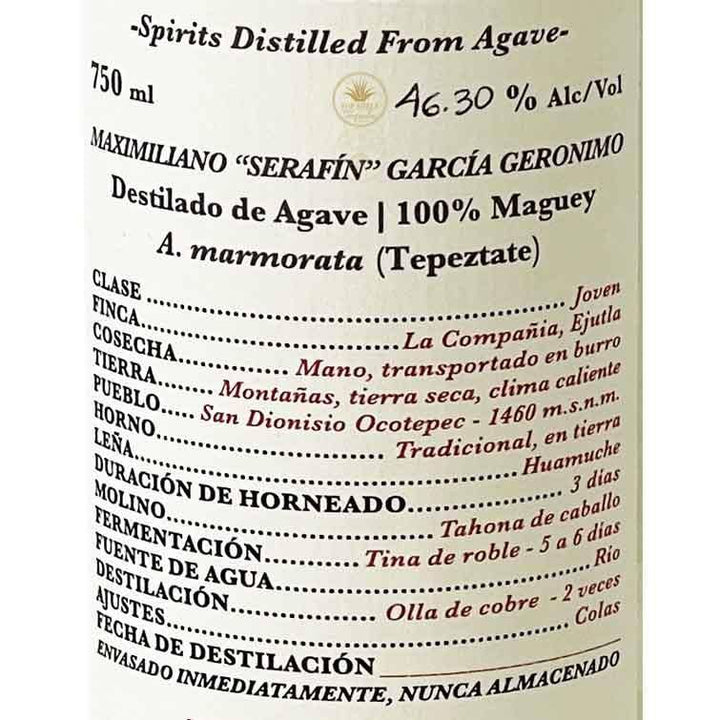 -Spirits Distilled From Agave-
750 ml 46.30 % Alc/Vol
MAXIMILIANO “SERAFÍN” GARCÍA GERONIMO
Destilado de Agave | 100% Maguey
A. marmorata (Tepeztate)
CLASE ........ Joven
FINCA........ La Compañia, Ejutla
COSECHA........ Mano, transportado en burro
TIERRA........ Montañas, tierra seca, clima caliente
PUEBLO..... San Dionisio Ocotepec - 1460 m.s.n.m.
HORNO........ Tradicional, en tierra
LEÑA........ Huamuche
DURACIÓN DE HORNEADO........ 3 días
MOLINO........ Tahona de caballo
FERMENTACIÓN........ Tina de roble - 5 a 6 días
FUENTE DE AGUA........ Rio
DESTILACIÓN........ Olla de cobre - 2 veces
AJUSTES........ Colas
FECHA DE DESTILACIÓN
ENVASADO INMEDIATAMENTE, NUNCA ALMACENADO